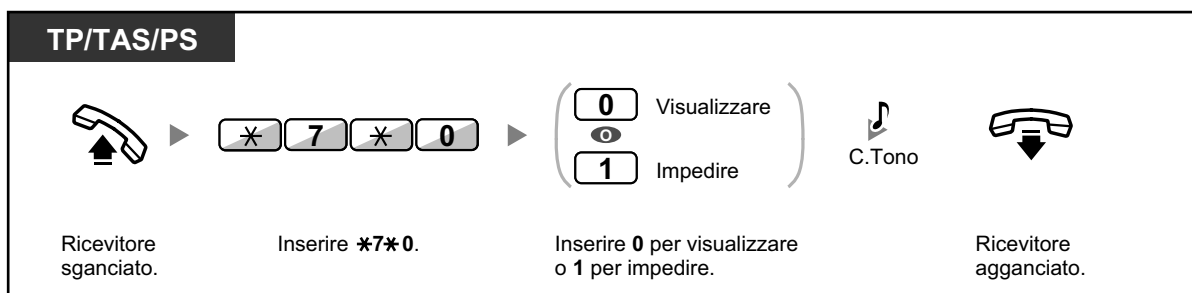 TP/TAS/PS
0 Visualizzare
✳ 7 ✳ 0
O
1 Impedire
C.Tono
Ricevitore
sganciato.
Inserire ✳7✳0.
Inserire 0 per visualizzare
o 1 per impedire.
Ricevitore
agganciato.